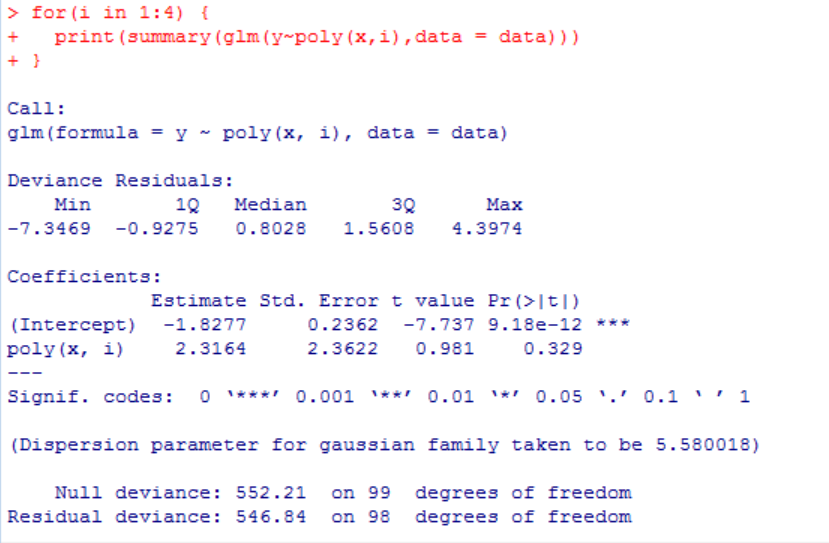 > for(i in 1:4) {
+   print(summary(glm(y~poly(x,i),data = data)))
+ }
Call:
glm(formula = y ~ poly(x, i), data = data)
Deviance Residuals:
    Min       1Q   Median       3Q      Max
-7.3469  -0.9275   0.8028   1.5608   4.3974
Coefficients:
            Estimate Std. Error t value Pr(>|t|)
(Intercept)  -1.8277     0.2362  -7.737 9.18e-12 ***
poly(x, i)    2.3164     2.3622   0.981    0.329
---
Signif. codes:  0 ‘***’ 0.001 ‘**’ 0.01 ‘*’ 0.05 ‘.’ 0.1 ‘ ’ 1
(Dispersion parameter for gaussian family taken to be 5.580018)
    Null deviance: 552.21  on 99  degrees of freedom
Residual deviance: 546.84  on 98  degrees of freedom